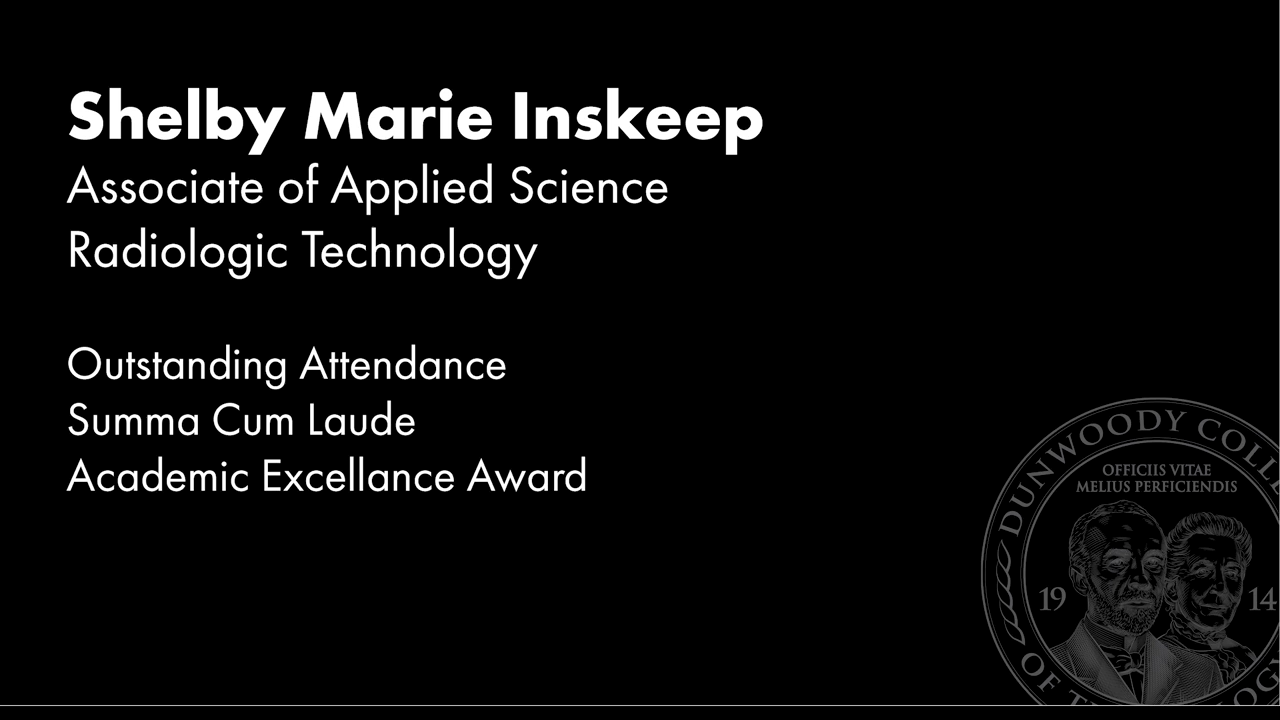 Shelby Marie Inskeep
Associate of Applied Science
Radiologic Technology
Outstanding Attendance
Summa Cum Laude
Academic Excellance Award
DUNWOODY
OFFICIIS VITAE
MELIUS PERFICIENDIS
19 14
OF